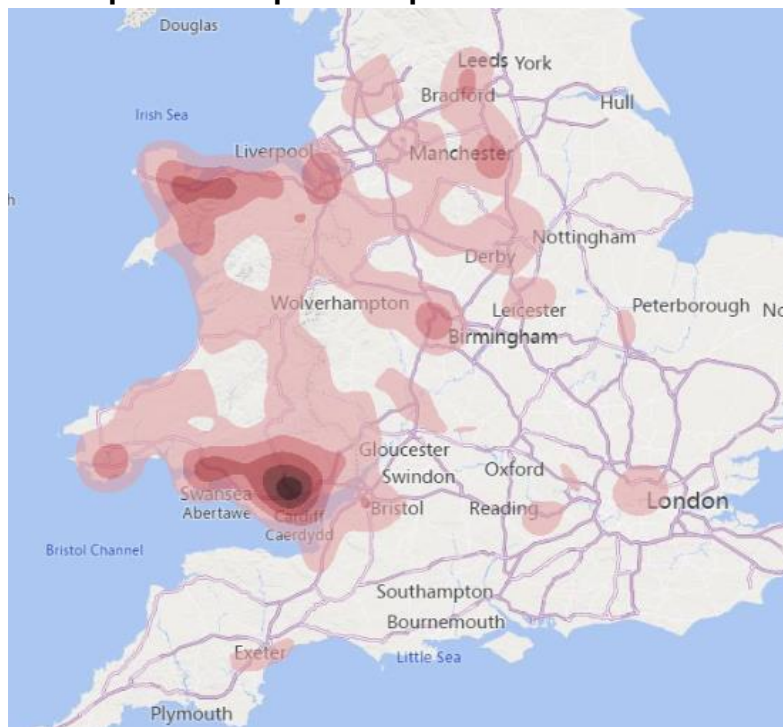 Douglas
Leeds York
Bradford
Hull
Irish Sea
Liverpool
Manchester
h
Nottingham
Derby
Wolverhampton
Leicester
Peterborough
No
Birmingham
Gloucester
Swindon
Oxford
Swansea
Abertawe
Cardiff
Caerdydd
Bristol
Reading
London
Bristol Channel
Southampton
Bournemouth
Exeter
Little Sea
Plymouth